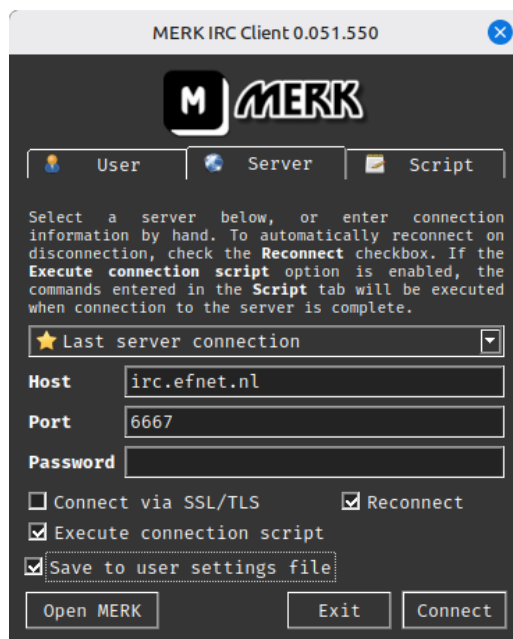 MERK IRC Client 0.051.550
M MERK
User Server Script
Select a server below, or enter connection
information by hand. To automatically reconnect on
disconnection, check the Reconnect checkbox. If the
Execute connection script option is enabled, the
commands entered in the Script tab will be executed
when connection to the server is complete.
Last server connection
Host irc.efnet.nl
Port 6667
Password
Connect via SSL/TLS Reconnect
Execute connection script
Save to user settings file
Open MERK Exit Connect